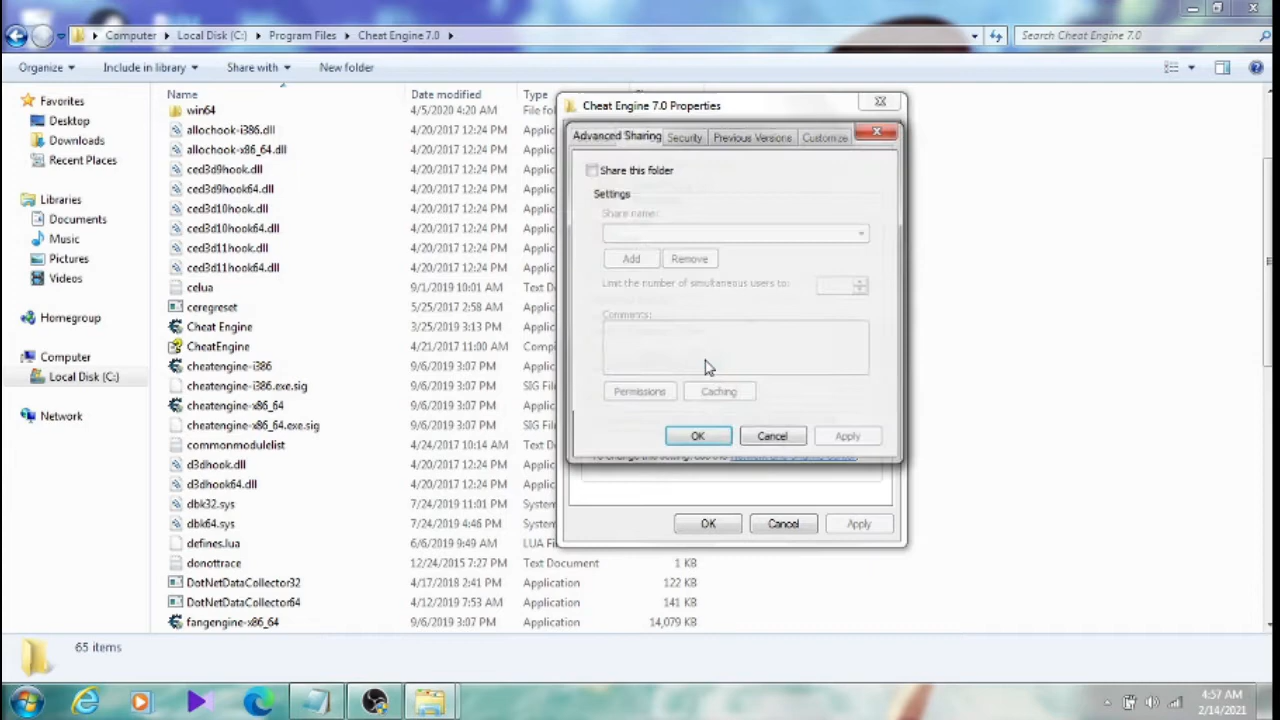 Computer ▸ Local Disk (C:) ▸ Program Files ▸ Cheat Engine 7.0 ▸
Search Cheat Engine 7.0
Organize Include in library Share with New folder
Favorites
Desktop
Downloads
Recent Places
Libraries
Documents
Music
Pictures
Videos
Homegroup
Computer
Local Disk (C:)
Network
Name Date modified Type
win64 4/5/2020 4:20 AM File fo
allochook-i386.dll 4/20/2017 12:24 PM Applic
allochook-x86_64.dll 4/20/2017 12:24 PM Applic
ced3d9hook.dll 4/20/2017 12:24 PM Applic
ced3d9hook64.dll 4/20/2017 12:24 PM Applic
ced3d10hook.dll 4/20/2017 12:24 PM Applic
ced3d10hook64.dll 4/20/2017 12:24 PM Applic
ced3d11hook.dll 4/20/2017 12:24 PM Applic
ced3d11hook64.dll 4/20/2017 12:24 PM Applic
celua 9/1/2019 10:01 AM Text D
ceregreset 5/25/2017 2:58 AM Applic
Cheat Engine 3/25/2019 3:13 PM Applic
CheatEngine 4/21/2017 11:00 AM Compi
cheatengine-i386 9/6/2019 3:07 PM Applic
cheatengine-i386.exe.sig 9/6/2019 3:07 PM SIG Fil
cheatengine-x86_64 9/6/2019 3:07 PM Applic
cheatengine-x86_64.exe.sig 9/6/2019 3:07 PM SIG Fil
commonmodulelist 4/24/2017 10:14 AM Text D
d3dhook.dll 4/20/2017 12:24 PM Applic
d3dhook64.dll 4/20/2017 12:24 PM Applic
dbk32.sys 7/24/2019 11:01 PM System
dbk64.sys 7/24/2019 4:46 PM System
defines.lua 6/6/2019 9:49 AM LUA Fi
donottrace 12/24/2015 7:27 PM Text Document 1 KB
DotNetDataCollector32 4/17/2018 2:41 PM Application 122 KB
DotNetDataCollector64 4/12/2019 7:53 AM Application 141 KB
fangengine-x86_64 9/6/2019 3:07 PM Application 14,079 KB
Cheat Engine 7.0 Properties
Advanced Sharing Security Previous Versions Customize
Share this folder
Settings
Share name:
Add Remove
Limit the number of simultaneous users to:
Comments:
Permissions Caching
OK Cancel Apply
OK Cancel Apply
65 items
4:57 AM
2/14/2021